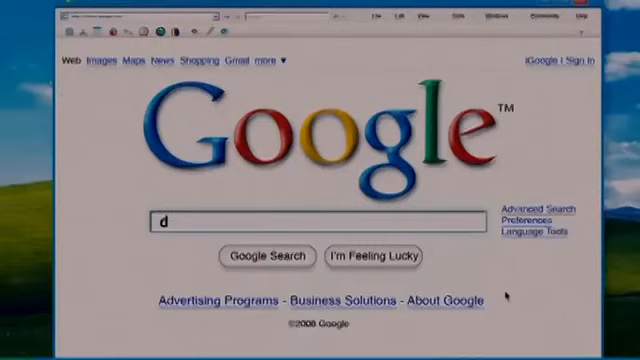 Web Images Maps News Shopping Gmail more ▼
iGoogle | Sign In
Google™
d
Advanced Search
Preferences
Language Tools
Google Search
I'm Feeling Lucky
Advertising Programs - Business Solutions - About Google
©2008 Google